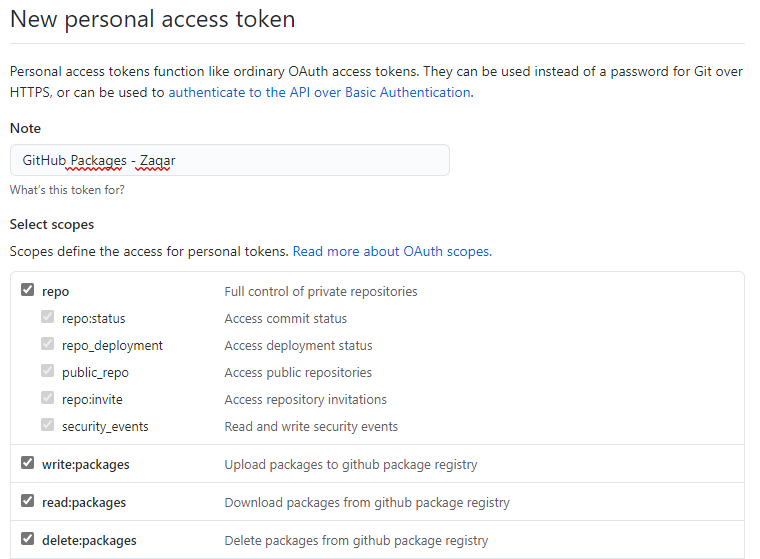 New personal access token
Personal access tokens function like ordinary OAuth access tokens. They can be used instead of a password for Git over
HTTPS, or can be used to authenticate to the API over Basic Authentication.
Note
GitHub Packages - Zaqar
What's this token for?
Select scopes
Scopes define the access for personal tokens. Read more about OAuth scopes.
repo Full control of private repositories
repo:status Access commit status
repo_deployment Access deployment status
public_repo Access public repositories
repo:invite Access repository invitations
security_events Read and write security events
write:packages Upload packages to github package registry
read:packages Download packages from github package registry
delete:packages Delete packages from github package registry